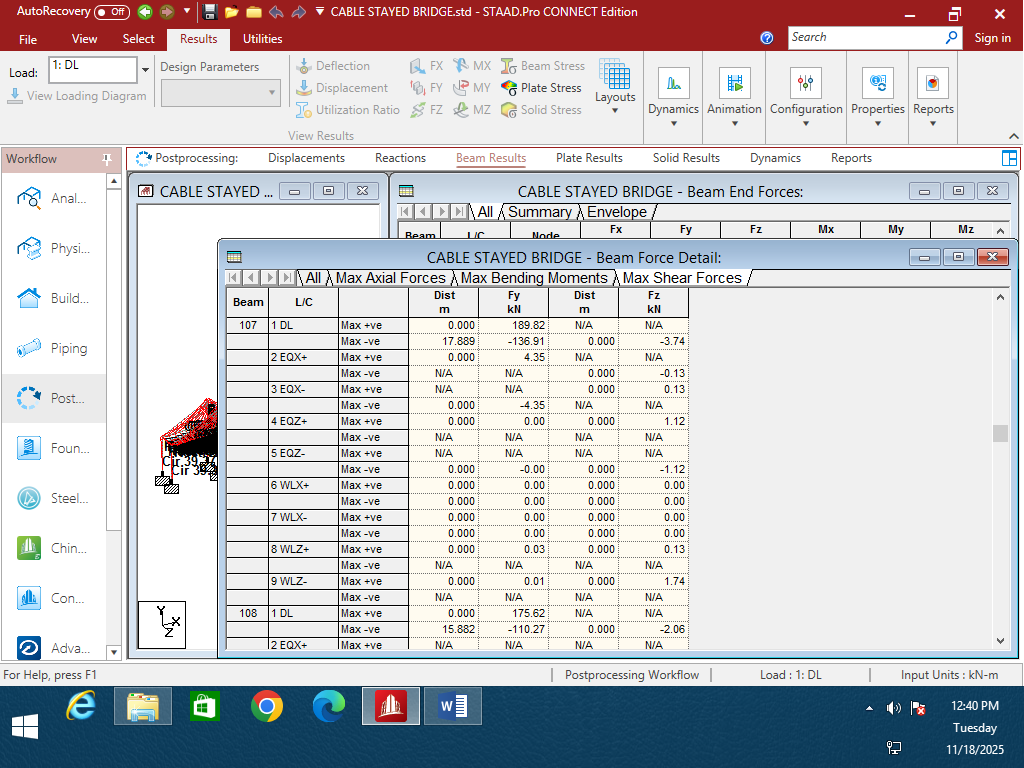 AutoRecovery Off CABLE STAYED BRIDGE.std - STAAD.Pro CONNECT Edition
File View Select Results Utilities Search Sign in
Load: 1: DL Design Parameters
View Loading Diagram
Deflection FX MX Beam Stress
Displacement FY MY Plate Stress
Utilization Ratio FZ MZ Solid Stress
View Results
Layouts Dynamics Animation Configuration Properties Reports
Workflow
Postprocessing: Displacements Reactions Beam Results Plate Results Solid Results Dynamics Reports
Anal...
Physi...
Build...
Piping
Post...
Foun...
Steel...
Chin...
Con...
Adva...
CABLE STAYED ...
Y
X
Z
CABLE STAYED BRIDGE - Beam End Forces:
All Summary Envelope
Beam L/C Node Fx Fy Fz Mx My Mz
CABLE STAYED BRIDGE - Beam Force Detail:
All Max Axial Forces Max Bending Moments Max Shear Forces
Beam L/C Dist m Fy kN Dist m Fz kN
107 1 DL Max +ve 0.000 189.82 N/A N/A
Max -ve 17.889 -136.91 0.000 -3.74
2 EQX+ Max +ve 0.000 4.35 N/A N/A
Max -ve N/A N/A 0.000 -0.13
3 EQX- Max +ve N/A N/A 0.000 0.13
Max -ve 0.000 -4.35 N/A N/A
4 EQZ+ Max +ve 0.000 0.00 0.000 1.12
Max -ve N/A N/A N/A N/A
5 EQZ- Max +ve N/A N/A N/A N/A
Max -ve 0.000 -0.00 0.000 -1.12
6 WLX+ Max +ve 0.000 0.00 0.000 0.00
Max -ve 0.000 0.00 0.000 0.00
7 WLX- Max +ve 0.000 0.00 0.000 0.00
Max -ve 0.000 0.00 0.000 0.00
8 WLZ+ Max +ve 0.000 0.03 0.000 0.13
Max -ve N/A N/A N/A N/A
9 WLZ- Max +ve 0.000 0.01 0.000 1.74
Max -ve N/A N/A N/A N/A
108 1 DL Max +ve 0.000 175.62 N/A N/A
Max -ve 15.882 -110.27 0.000 -2.06
2 EQX+ Max +ve N/A N/A N/A N/A
For Help, press F1 Postprocessing Workflow Load : 1: DL Input Units : kN-m
12:40 PM
Tuesday
11/18/2025